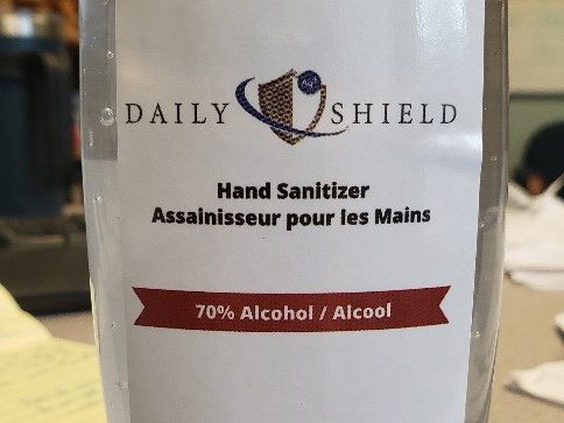 DAILY SHIELD
Hand Sanitizer
Assainisseur pour les Mains
70% Alcohol / Alcool